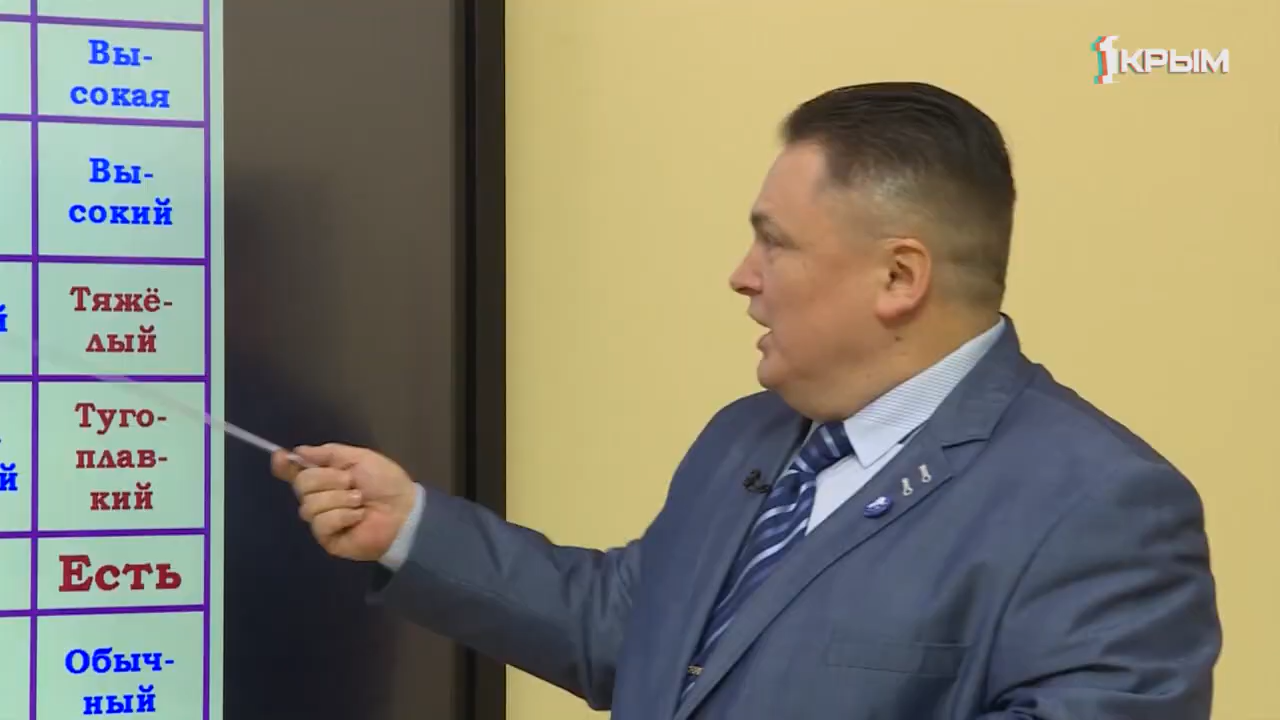 1КРЫМ
Вы-
сокая
Вы-
сокий
Тяжё-
лый
й
Туго-
плав-
кий
й
Есть
Обыч-
ный